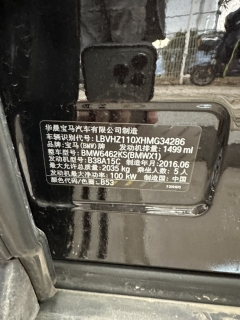 华晨宝马汽车有限公司制造
车辆识别代号: LBVHZ110XHMG34286
品牌: 宝马(BMW)牌 发动机排量: 1499 ml
整车型号: BMW6462KS(BMWX1)
发动机型号: B38A15C 制造年月: 2016.06
最大允许总质量: 2035 kg 乘坐人数: 5 人
发动机最大净功率: 100 kW 制造国: 中国
颜色代码/色漆: B53